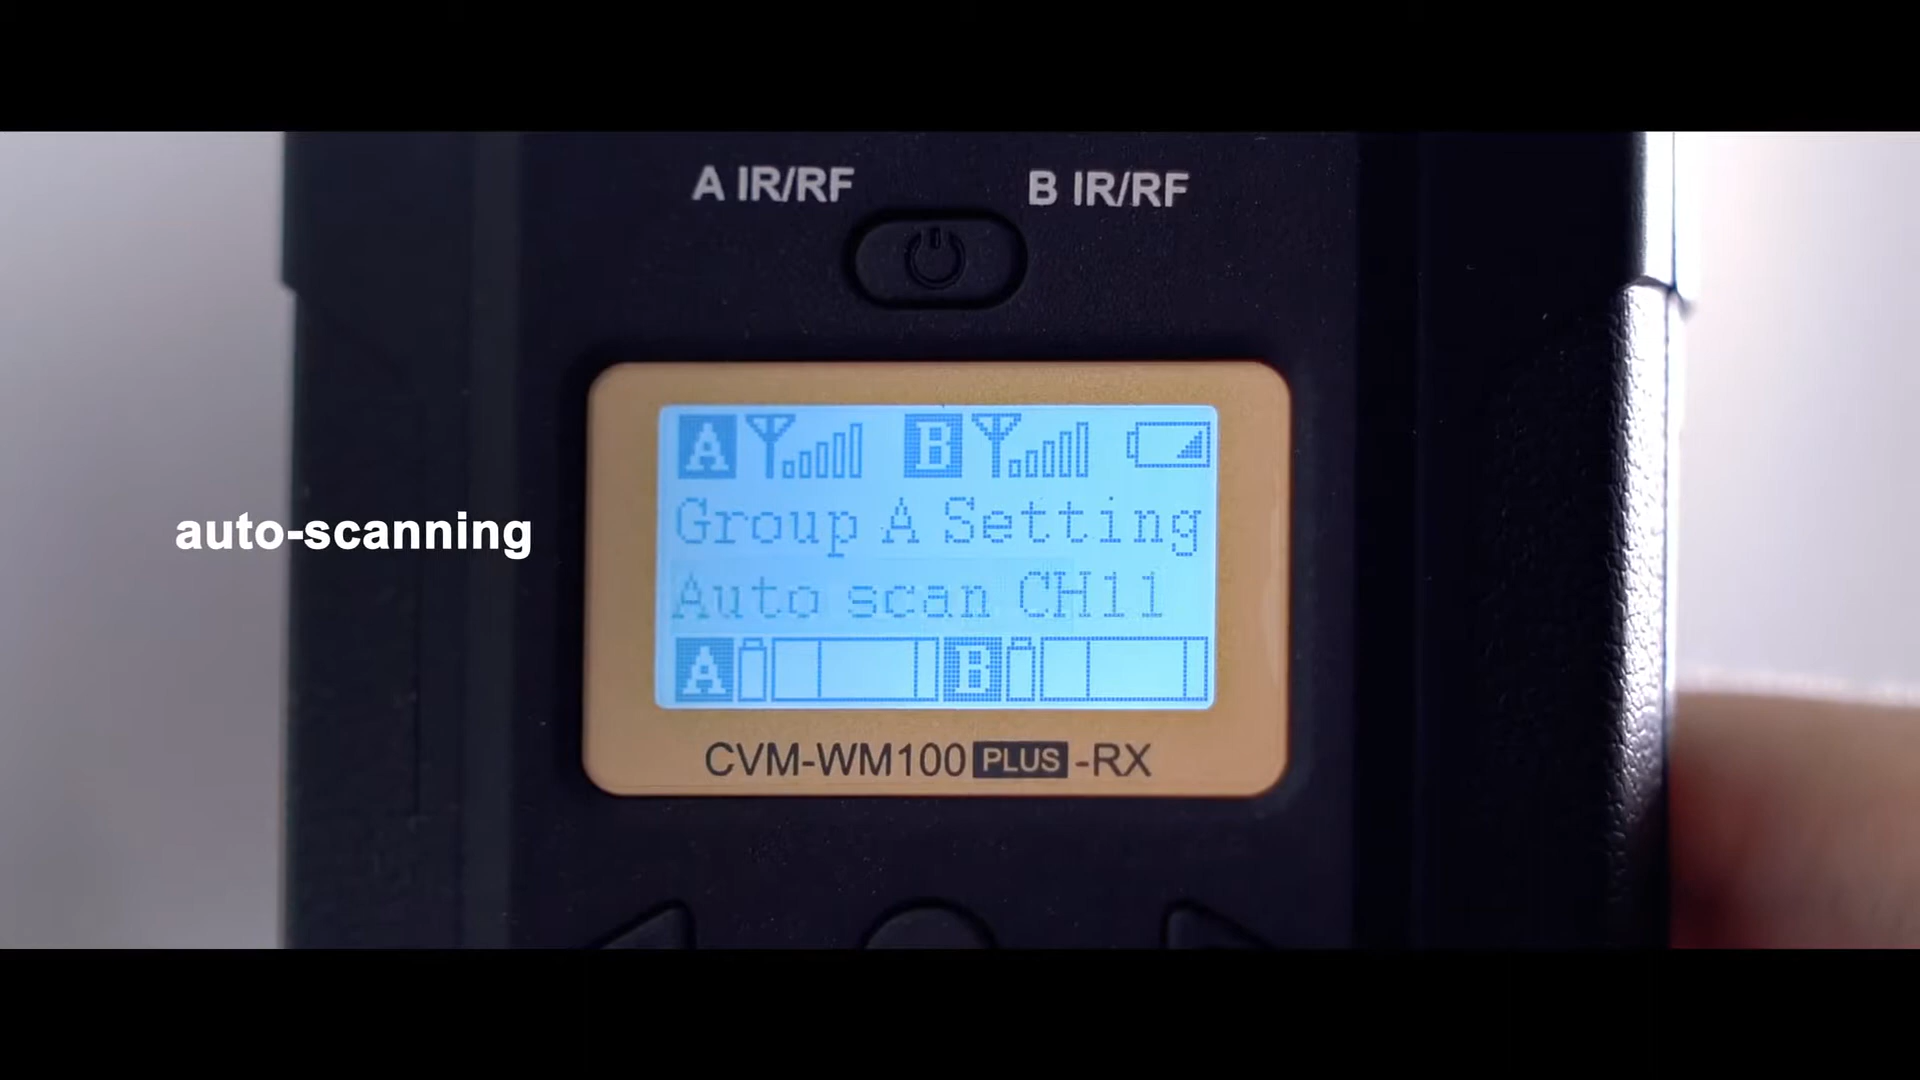 A IR/RF B IR/RF
auto-scanning
A B
Group A Setting
Auto scan CH11
A B
CVM-WM100 PLUS -RX